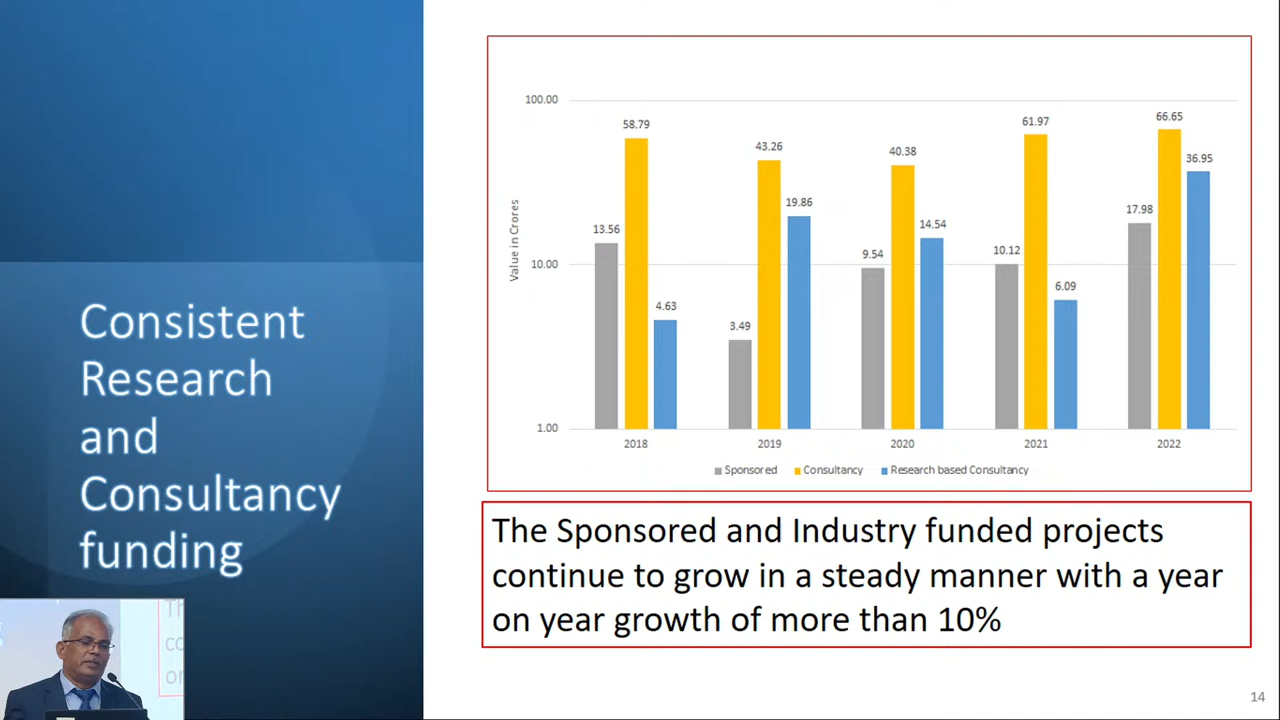 Consistent
Research
and
Consultancy
funding
100.00
10.00
1.00
Value in Crores
13.56
58.79
4.63
3.49
43.26
19.86
9.54
40.38
14.54
10.12
61.97
6.09
17.98
66.65
36.95
2018
2019
2020
2021
2022
Sponsored
Consultancy
Research based Consultancy
The Sponsored and Industry funded projects
continue to grow in a steady manner with a year
on year growth of more than 10%
14